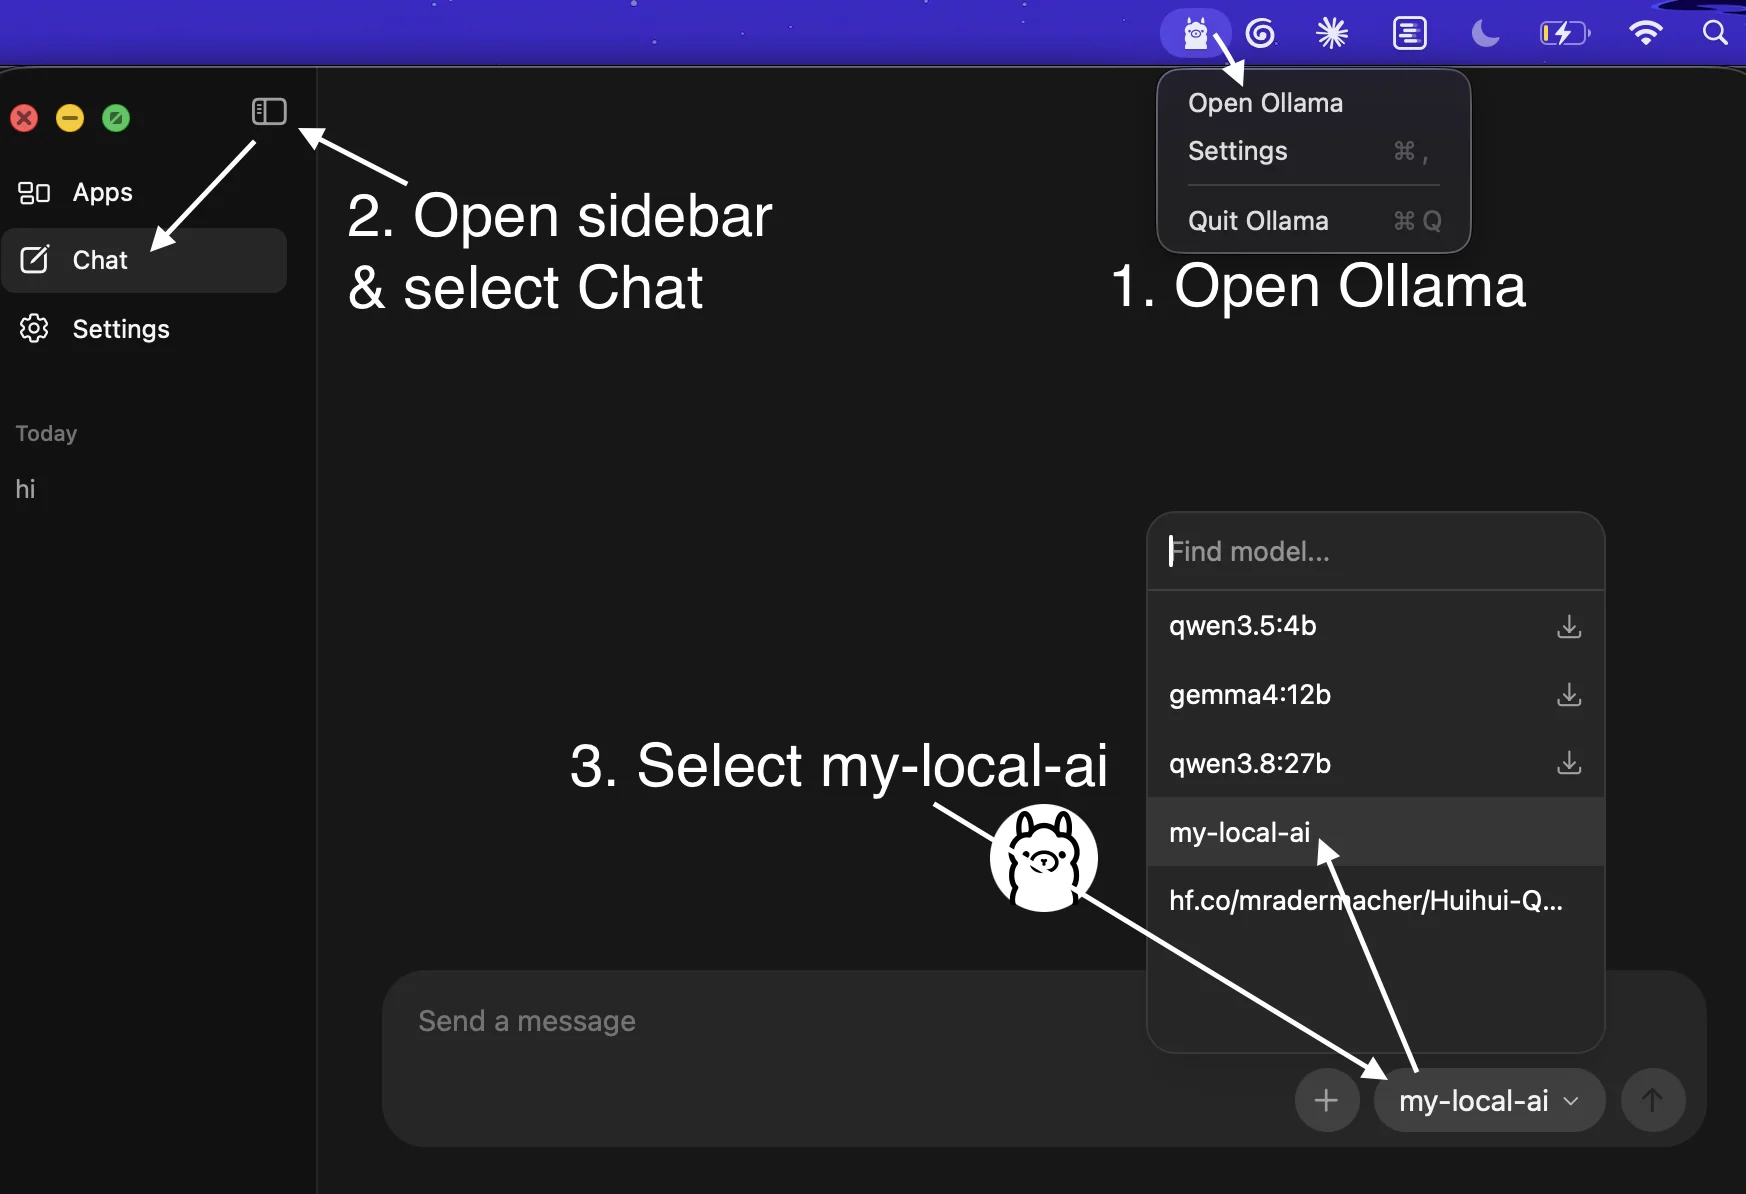 Open Ollama
Settings ⌘ ,
Quit Ollama ⌘ Q
1. Open Ollama
Apps
Chat
Settings
2. Open sidebar
& select Chat
Today
hi
Find model...
qwen3.5:4b
gemma4:12b
qwen3.8:27b
my-local-ai
hf.co/mradermacher/Huihui-Q...
3. Select my-local-ai
Send a message
my-local-ai